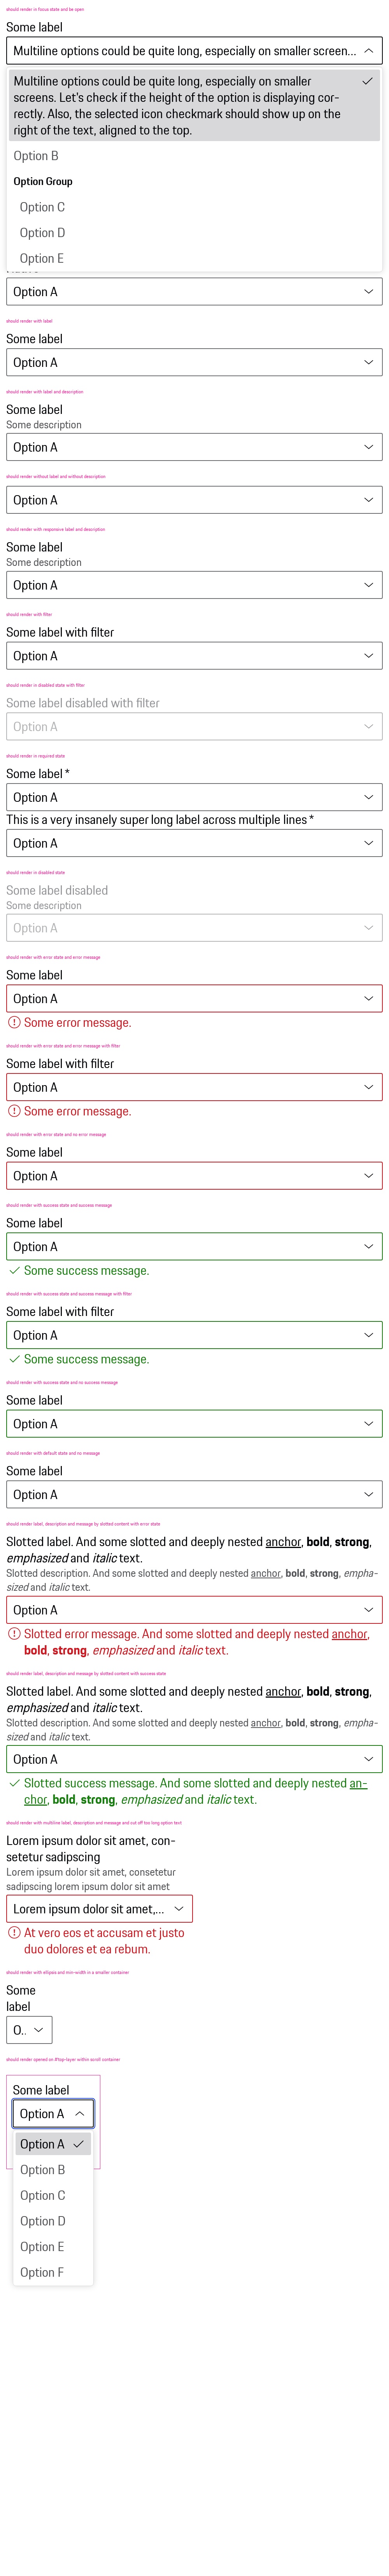 should render in focus state and be open
Some label
Multiline options could be quite long, especially on smaller screen...
Multiline options could be quite long, especially on smaller
screens. Let's check if the height of the option is displaying cor-
rectly. Also, the selected icon checkmark should show up on the
right of the text, aligned to the top.
Option B
Option Group
Option C
Option D
Option E
Option A
should render with label
Some label
Option A
should render with label and description
Some label
Some description
Option A
should render without label and without description
Option A
should render with responsive label and description
Some label
Some description
Option A
should render with filter
Some label with filter
Option A
should render in disabled state with filter
Some label disabled with filter
Option A
should render in required state
Some label *
Option A
This is a very insanely super long label across multiple lines *
Option A
should render in disabled state
Some label disabled
Some description
Option A
should render with error state and error message
Some label
Option A
Some error message.
should render with error state and error message with filter
Some label with filter
Option A
Some error message.
should render with error state and no error message
Some label
Option A
should render with success state and success message
Some label
Option A
Some success message.
should render with success state and success message with filter
Some label with filter
Option A
Some success message.
should render with success state and no success message
Some label
Option A
should render with default state and no message
Some label
Option A
should render label, description and message by slotted content with error state
Slotted label. And some slotted and deeply nested anchor, bold, strong,
emphasized and italic text.
Slotted description. And some slotted and deeply nested anchor, bold, strong, empha-
sized and italic text.
Option A
Slotted error message. And some slotted and deeply nested anchor,
bold, strong, emphasized and italic text.
should render label, description and message by slotted content with success state
Slotted label. And some slotted and deeply nested anchor, bold, strong,
emphasized and italic text.
Slotted description. And some slotted and deeply nested anchor, bold, strong, empha-
sized and italic text.
Option A
Slotted success message. And some slotted and deeply nested an-
chor, bold, strong, emphasized and italic text.
should render with multiline label, description and message and cut off too long option text
Lorem ipsum dolor sit amet, con-
setetur sadipscing
Lorem ipsum dolor sit amet, consetetur
sadipscing lorem ipsum dolor sit amet
Lorem ipsum dolor sit amet,...
At vero eos et accusam et justo
duo dolores et ea rebum.
should render with ellipsis and min-width in a smaller container
Some
label
O..
should render opened on #top-layer within scroll container
Some label
Option A
Option A
Option B
Option C
Option D
Option E
Option F